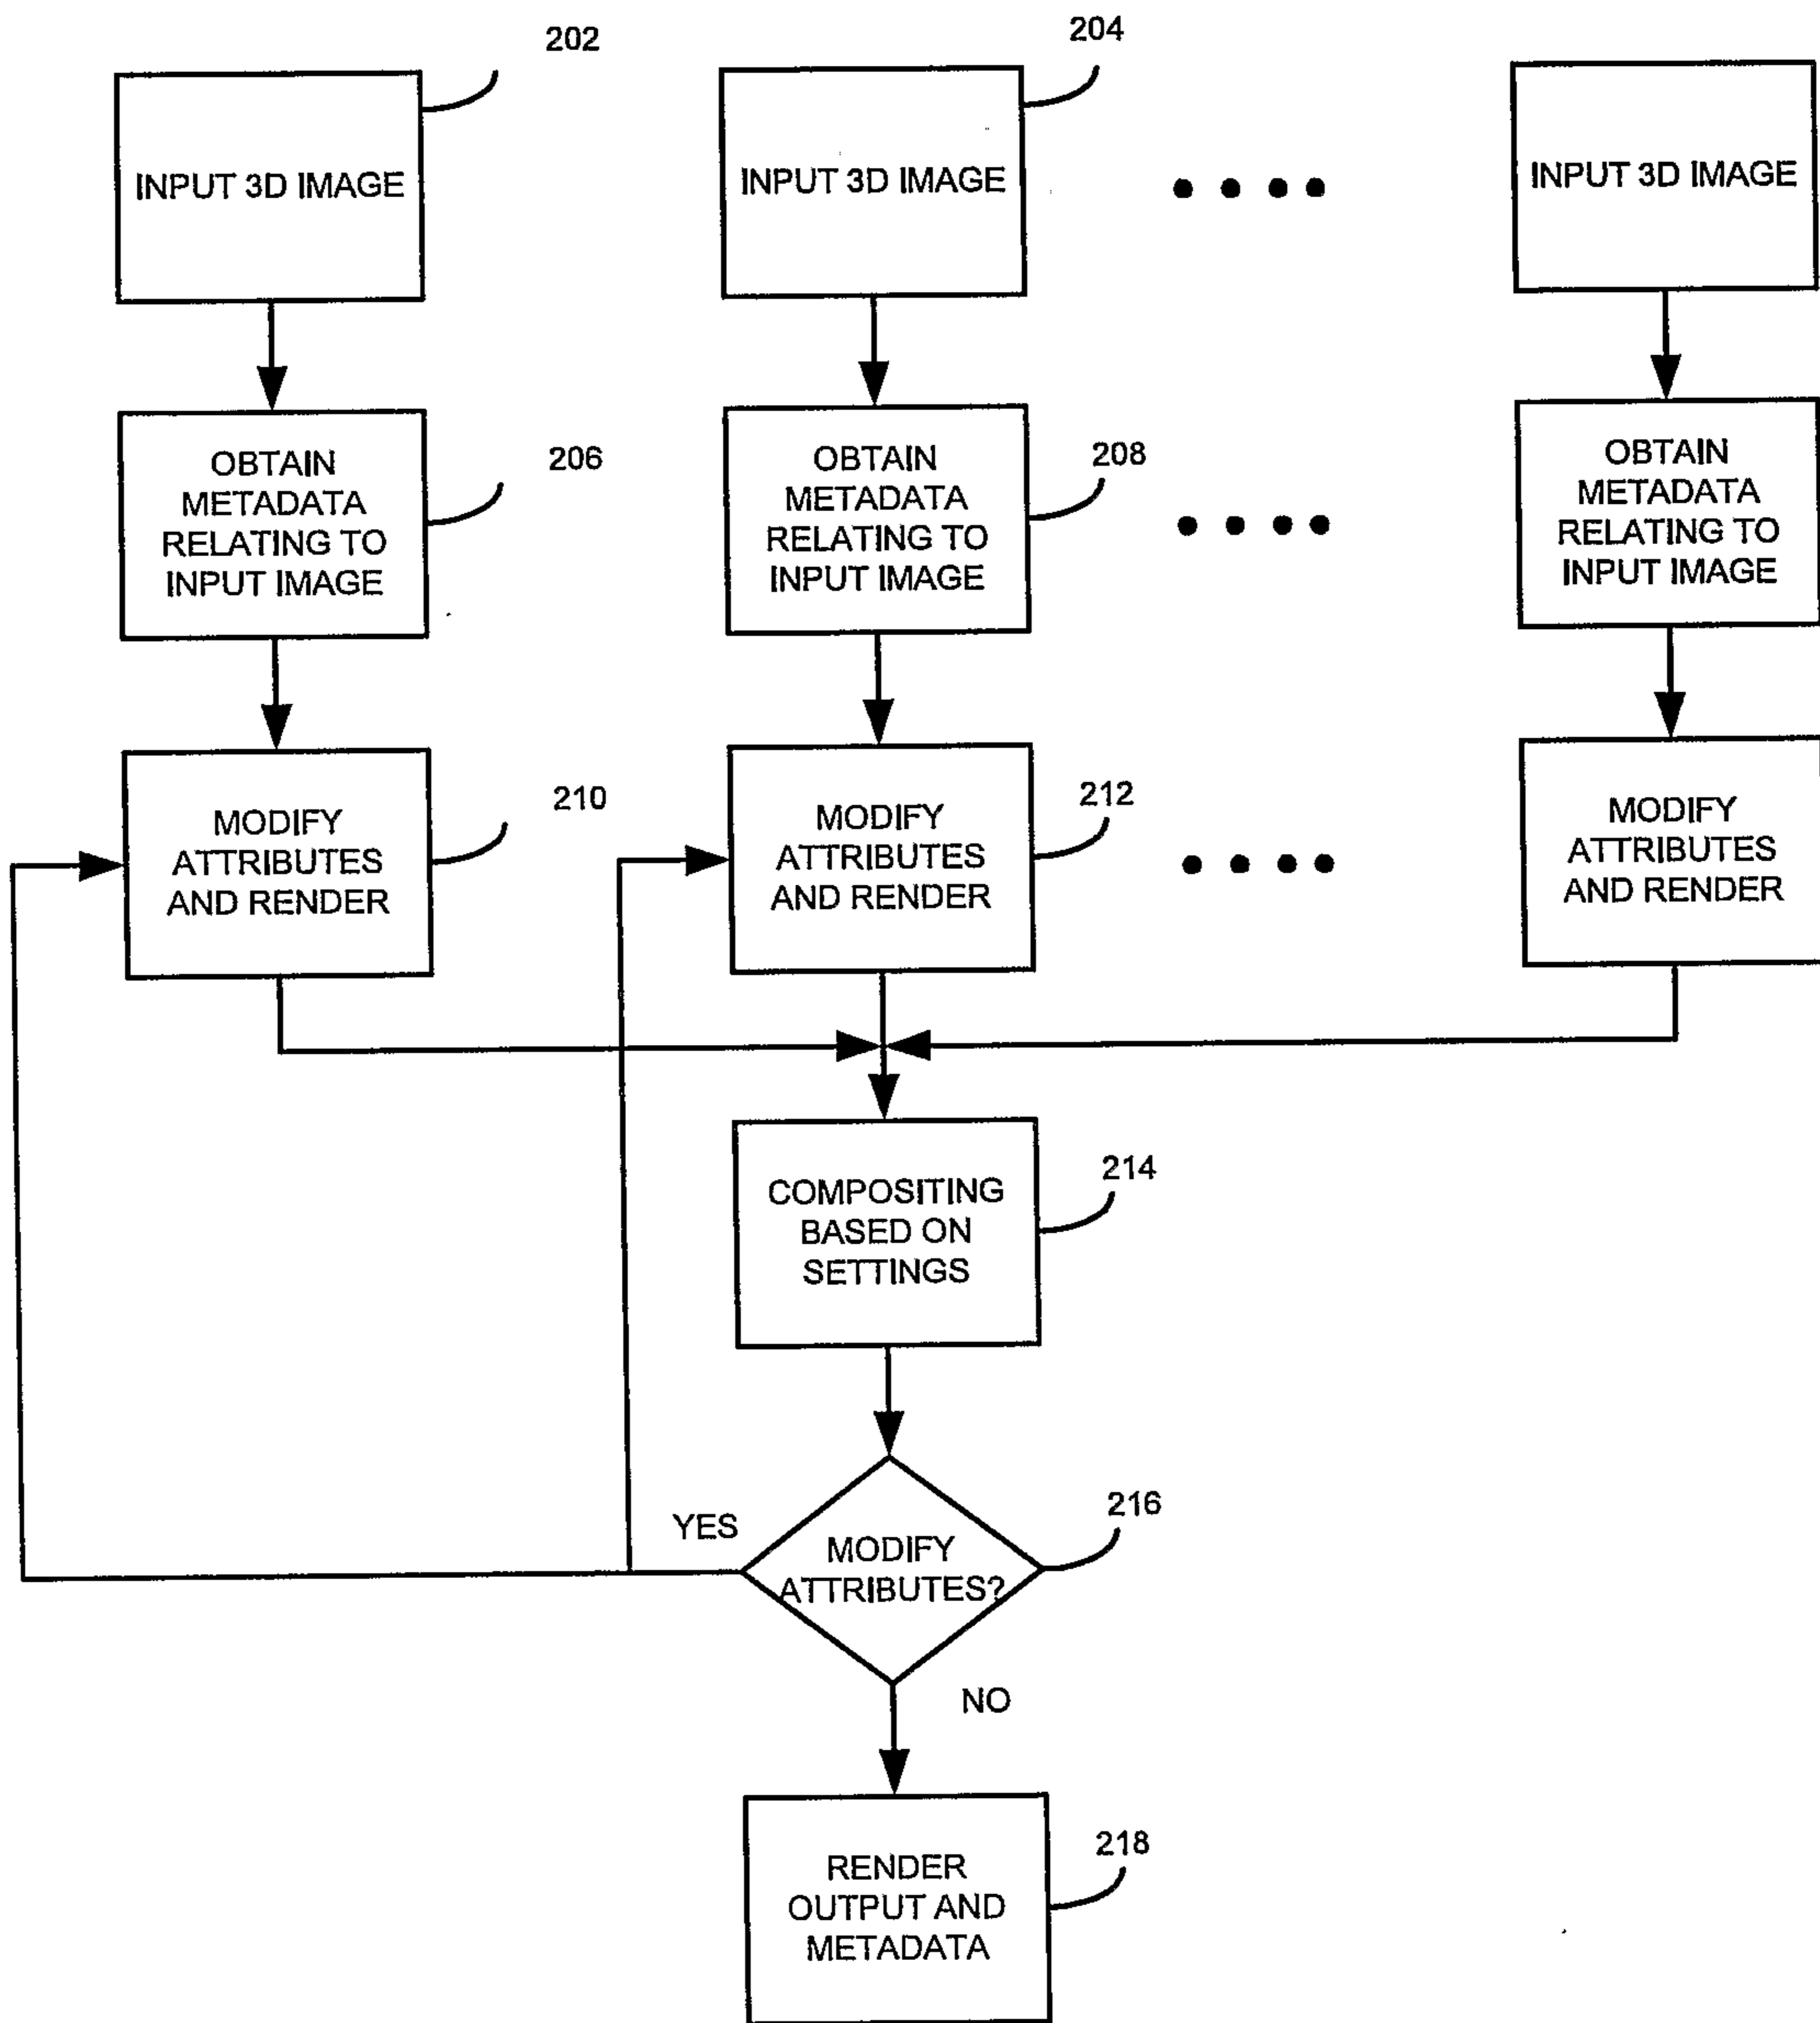 202
204
INPUT 3D IMAGE
INPUT 3D IMAGE
INPUT 3D IMAGE
206
208
OBTAIN
METADATA
RELATING TO
INPUT IMAGE
OBTAIN
METADATA
RELATING TO
INPUT IMAGE
OBTAIN
METADATA
RELATING TO
INPUT IMAGE
210
212
MODIFY
ATTRIBUTES
AND RENDER
MODIFY
ATTRIBUTES
AND RENDER
MODIFY
ATTRIBUTES
AND RENDER
214
COMPOSITING
BASED ON
SETTINGS
216
YES
MODIFY
ATTRIBUTES?
NO
218
RENDER
OUTPUT AND
METADATA